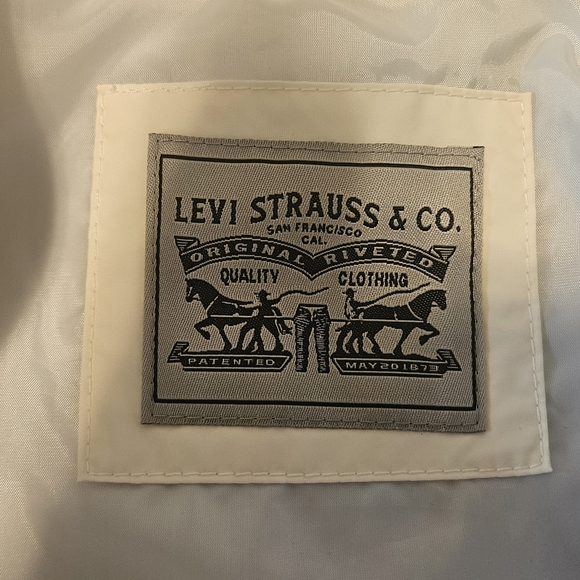 LEVI STRAUSS & CO.
SAN FRANCISCO
CAL.
ORIGINAL RIVETED
QUALITY CLOTHING
PATENTED MAY 20 1873